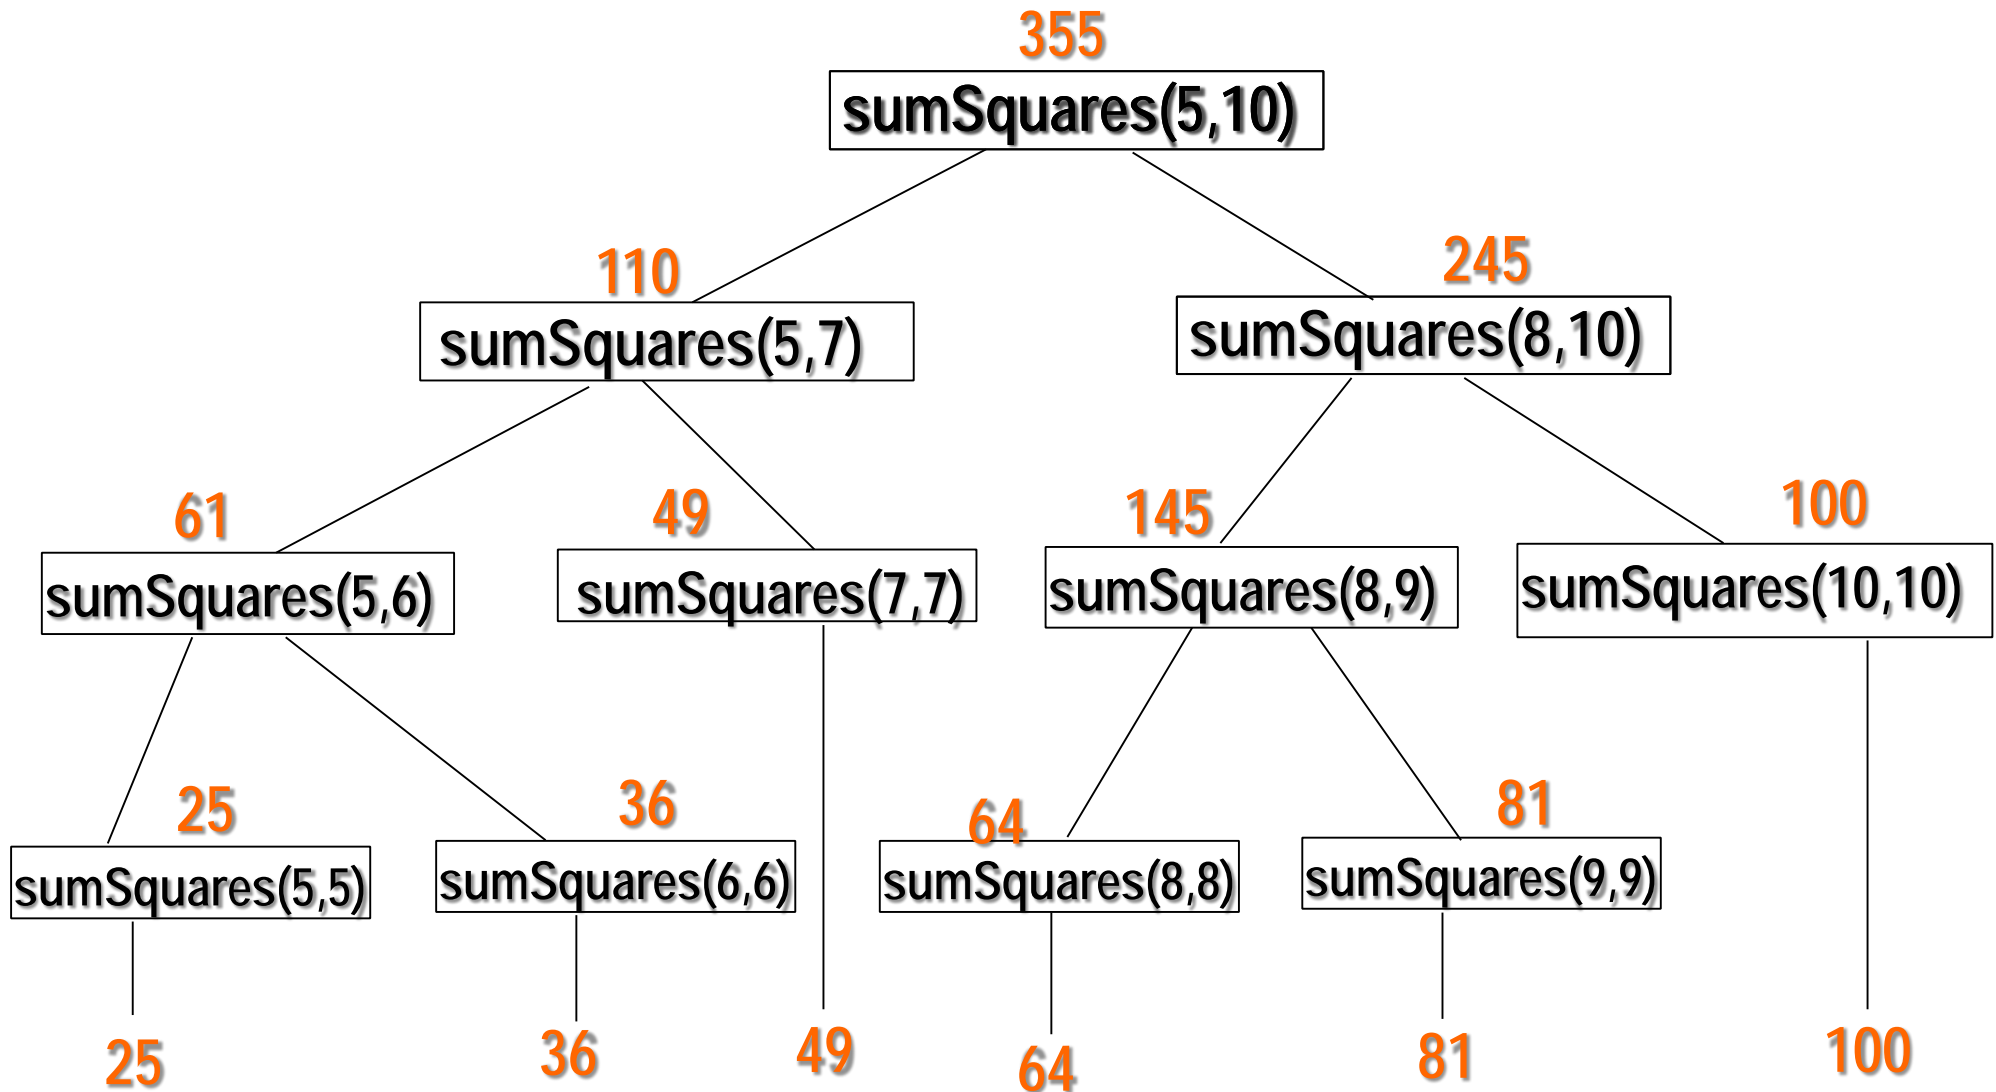 355
sumSquares(5,10)
110
245
sumSquares(5,7)
sumSquares(8,10)
61
49
145
100
sumSquares(5,6)
sumSquares(7,7)
sumSquares(8,9)
sumSquares(10,10)
25
36
64
81
sumSquares(5,5)
sumSquares(6,6)
sumSquares(8,8)
sumSquares(9,9)
25
36
49
64
81
100